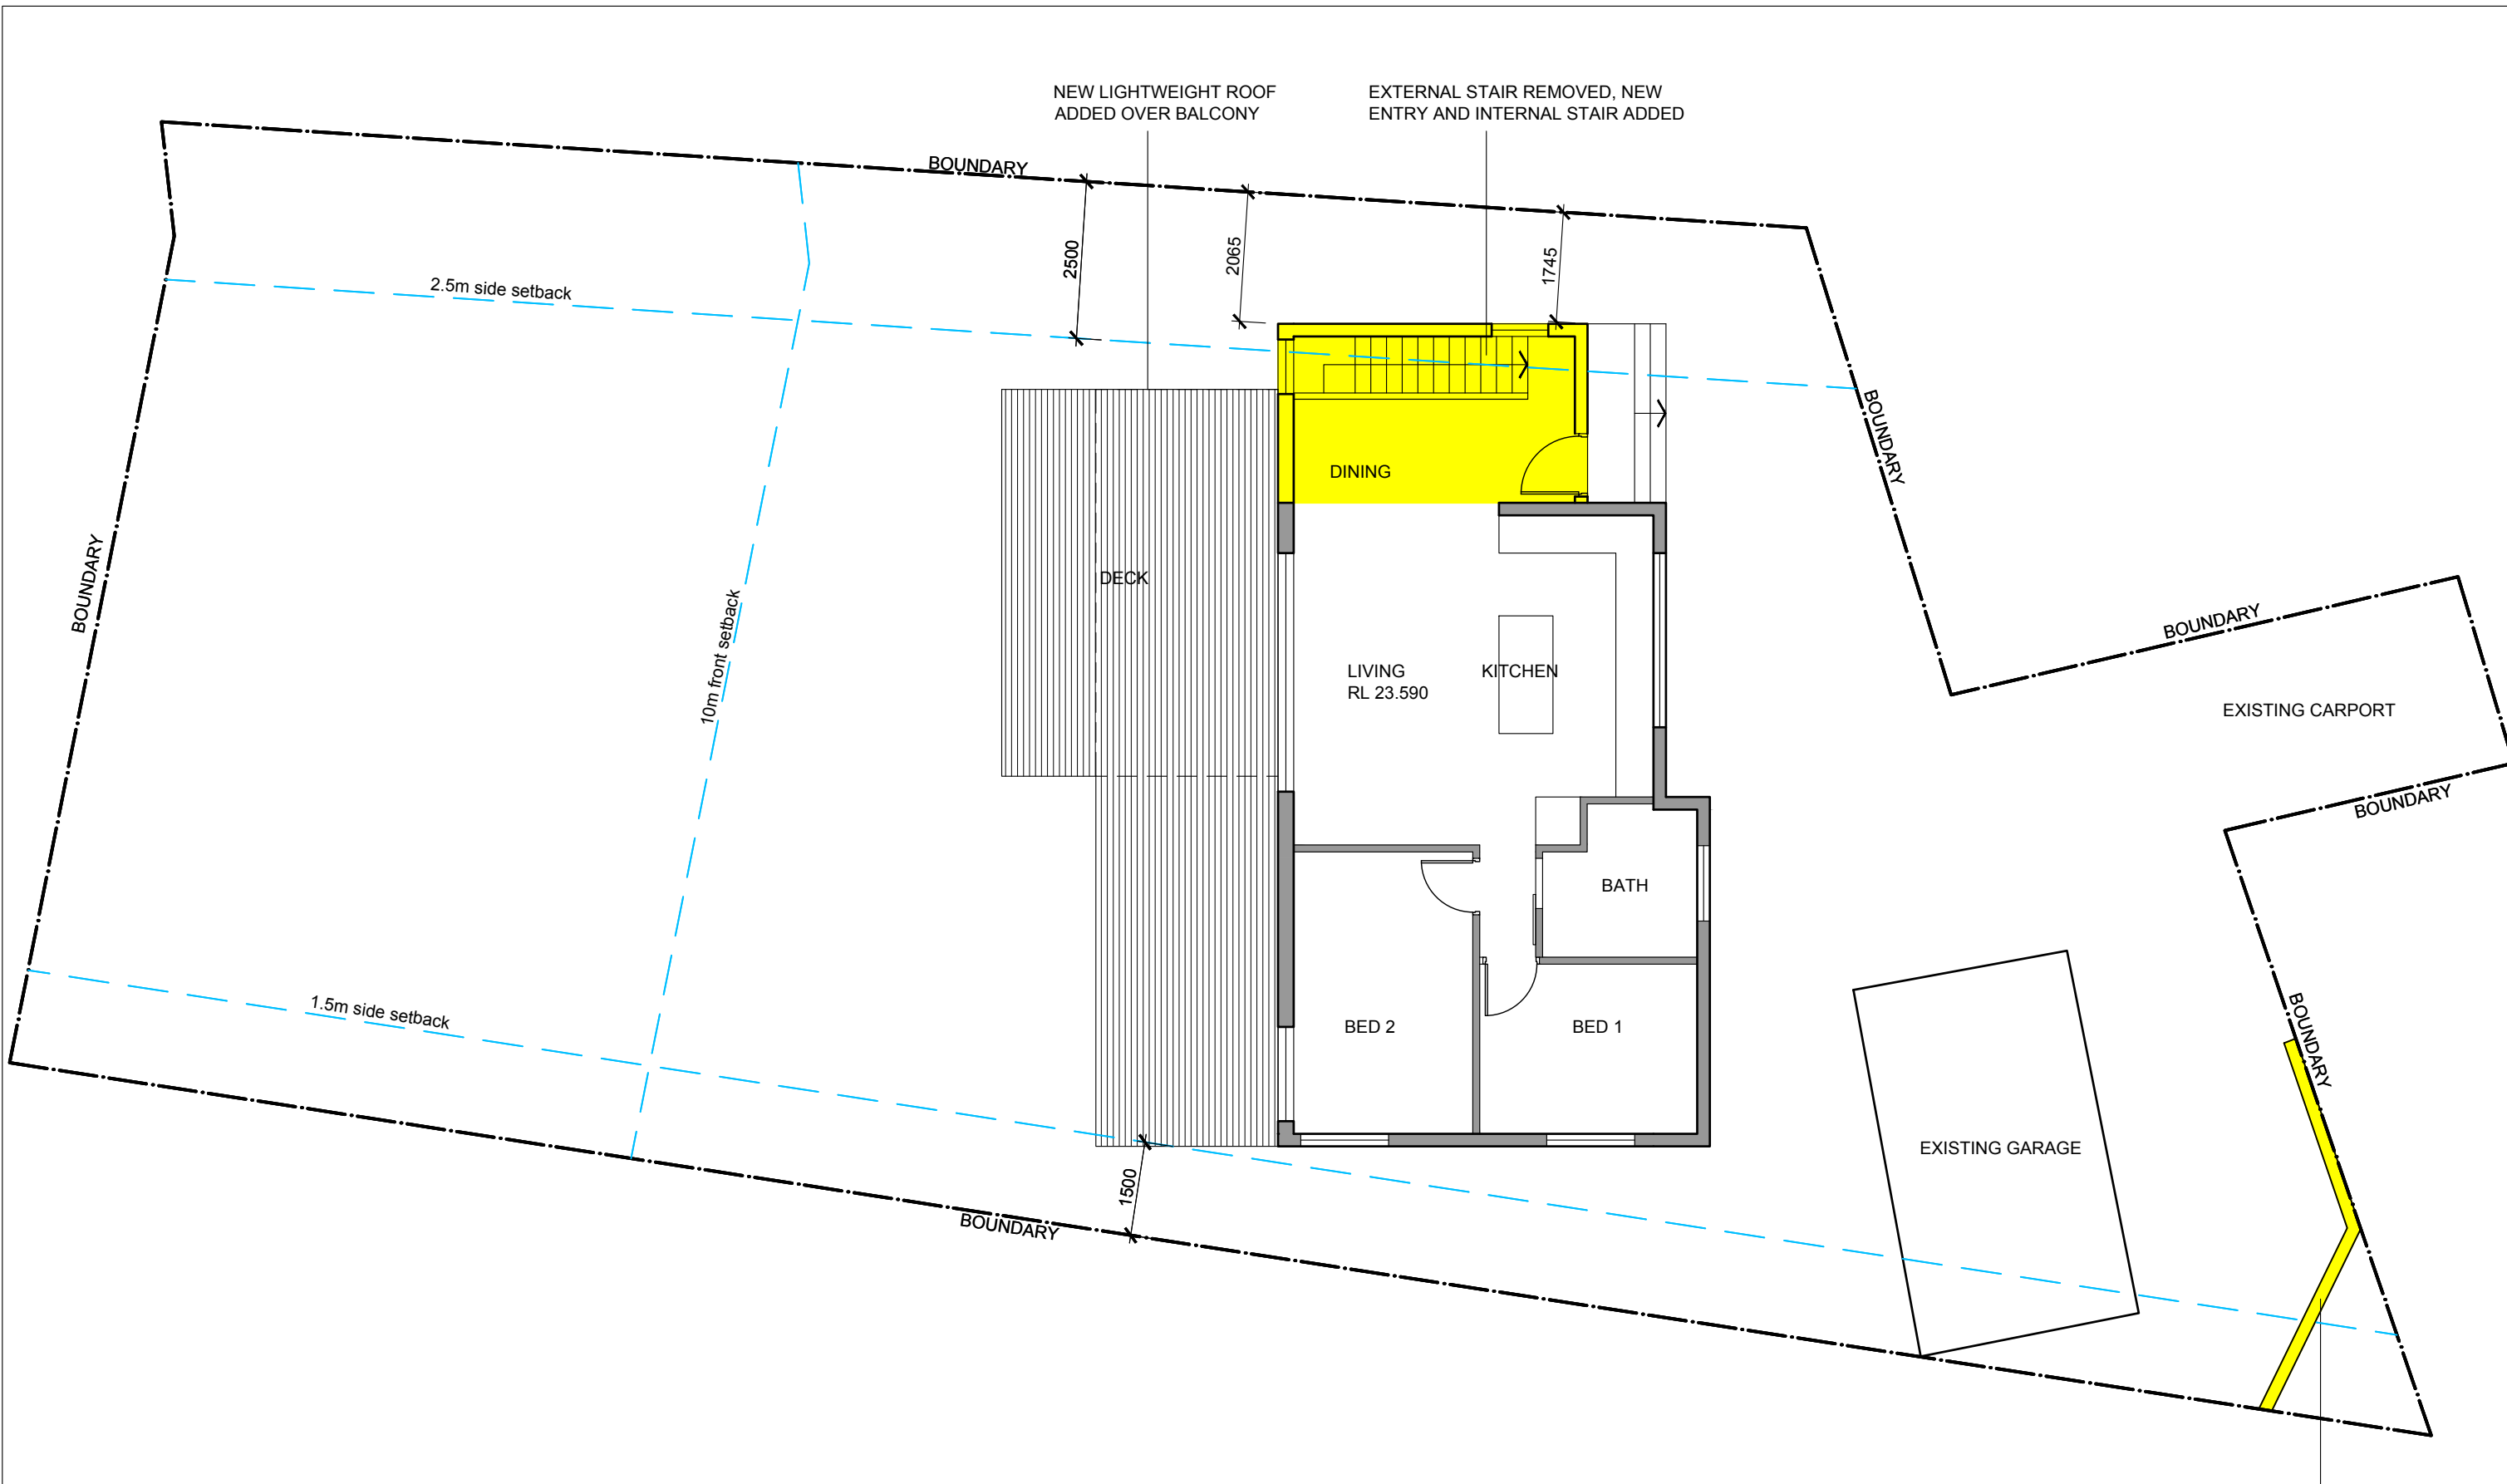 NEW LIGHTWEIGHT ROOF
ADDED OVER BALCONY
EXTERNAL STAIR REMOVED, NEW
ENTRY AND INTERNAL STAIR ADDED
BOUNDARY
2500
2065
1745
2.5m side setback
BOUNDARY
DINING
BOUNDARY
DECK
10m front setback
BOUNDARY
LIVING
RL 23.590
KITCHEN
EXISTING CARPORT
BOUNDARY
BATH
1.5m side setback
BED 2
BED 1
BOUNDARY
EXISTING GARAGE
1500
BOUNDARY